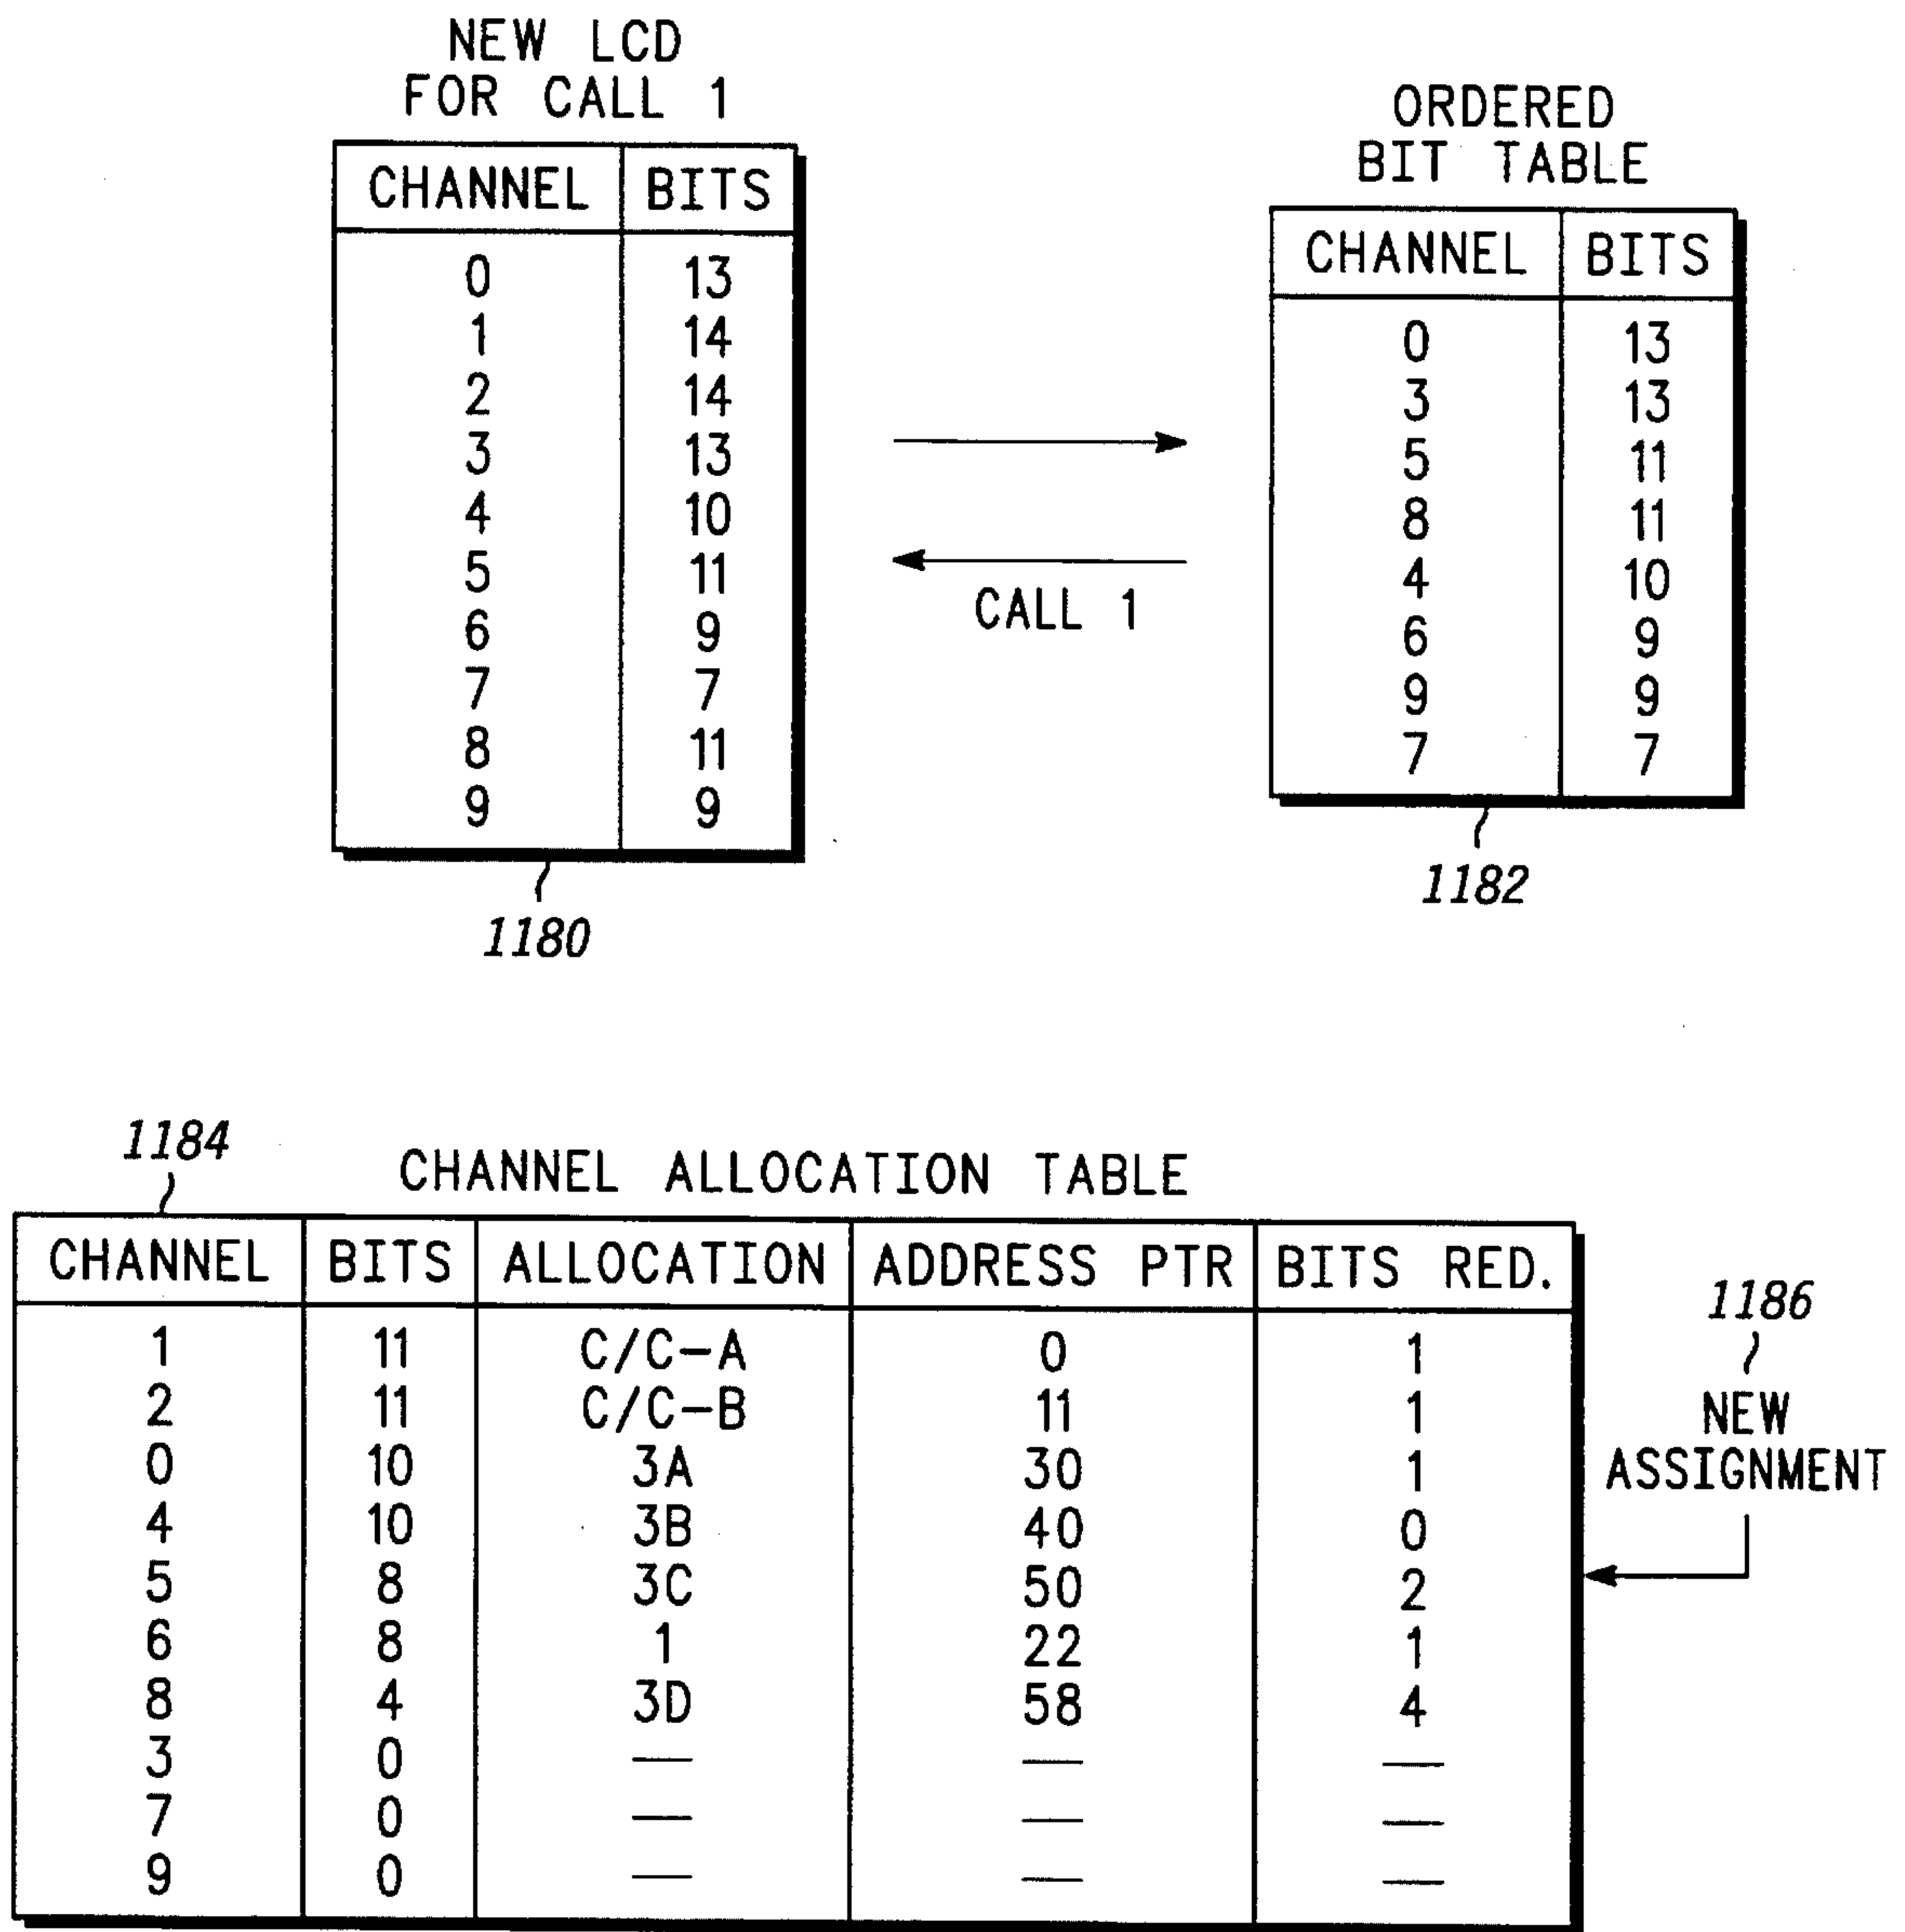 NEW LCD
FOR CALL 1
CHANNEL BITS
0 13
1 14
2 14
3 13
4 10
5 11
6 9
7 7
8 11
9 9
1180
CALL 1
ORDERED
BIT TABLE
CHANNEL BITS
0 13
3 13
5 11
8 11
4 10
6 9
9 9
7 7
1182
1184
CHANNEL ALLOCATION TABLE
CHANNEL BITS ALLOCATION ADDRESS PTR BITS RED.
1 11 C/C-A 0 1
2 11 C/C-B 11 1
0 10 3A 30 1
4 10 3B 40 0
5 8 3C 50 2
6 8 1 22 1
8 4 3D 58 4
3 0 — — —
7 0 — — —
9 0 — — —
1186
NEW
ASSIGNMENT